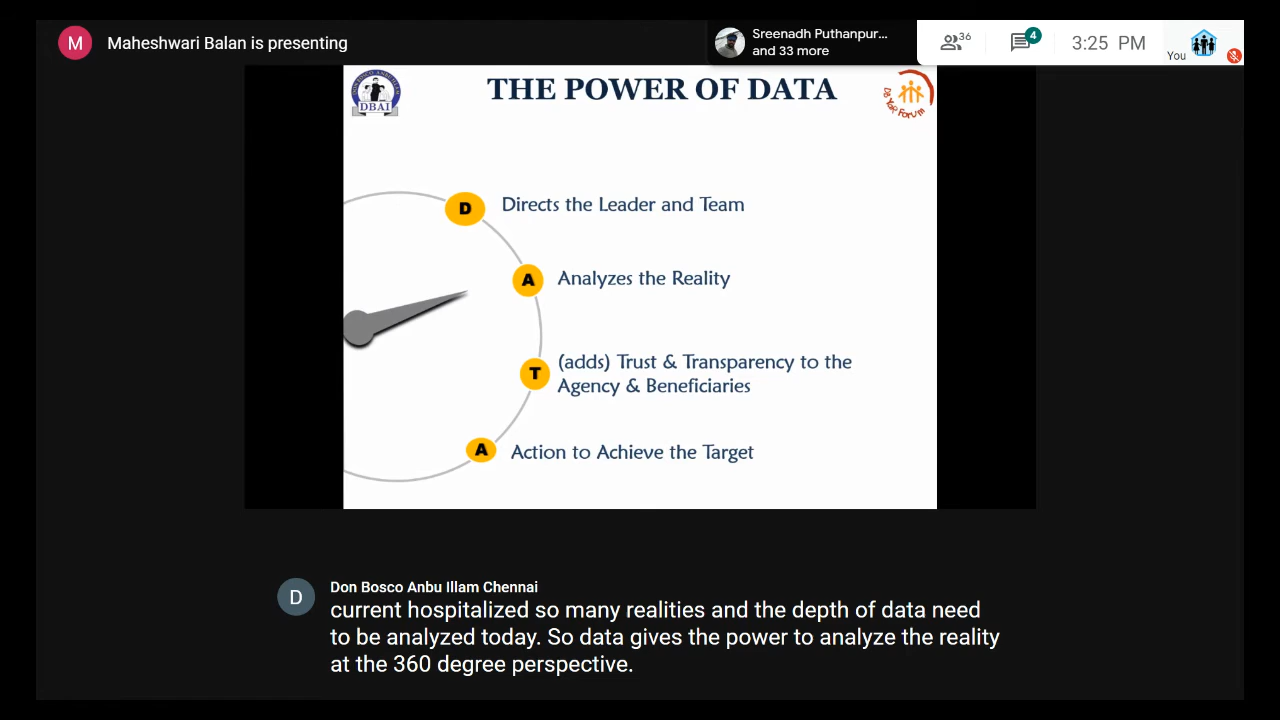 M
Maheshwari Balan is presenting
Sreenadh Puthanpur...
and 33 more
36
4
3:25 PM
You
DBAI
THE POWER OF DATA
YaR Forum
D
Directs the Leader and Team
A
Analyzes the Reality
T
(adds) Trust & Transparency to the
Agency & Beneficiaries
A
Action to Achieve the Target
D
Don Bosco Anbu Illam Chennai
current hospitalized so many realities and the depth of data need
to be analyzed today. So data gives the power to analyze the reality
at the 360 degree perspective.